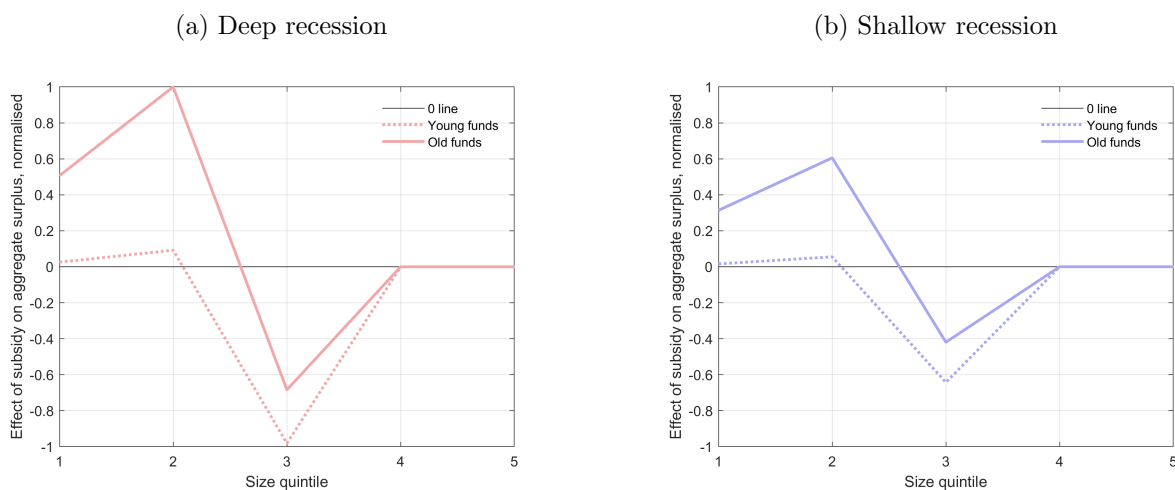 (a) Deep recession
Effect of subsidy on aggregate surplus, normalised
1
0.8
0.6
0.4
0.2
0
-0.2
-0.4
-0.6
-0.8
-1
0 line
Young funds
Old funds
1 2 3 4 5
Size quintile
(b) Shallow recession
Effect of subsidy on aggregate surplus, normalised
1
0.8
0.6
0.4
0.2
0
-0.2
-0.4
-0.6
-0.8
-1
0 line
Young funds
Old funds
1 2 3 4 5
Size quintile